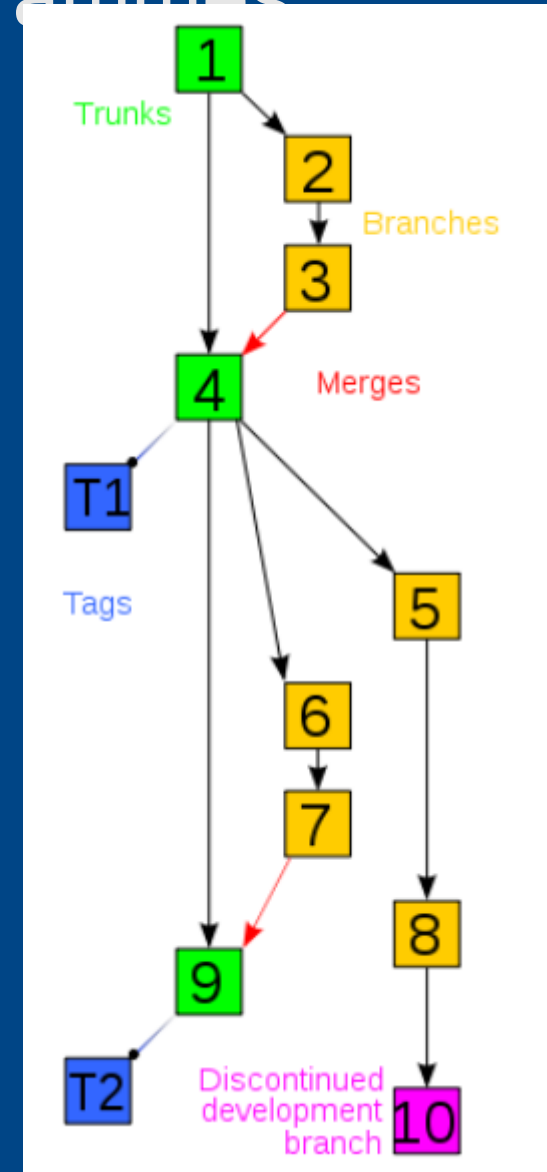 1
Trunks
2
Branches
3
4
Merges
T1
Tags
5
6
7
8
9
T2
Discontinued
development
branch
10